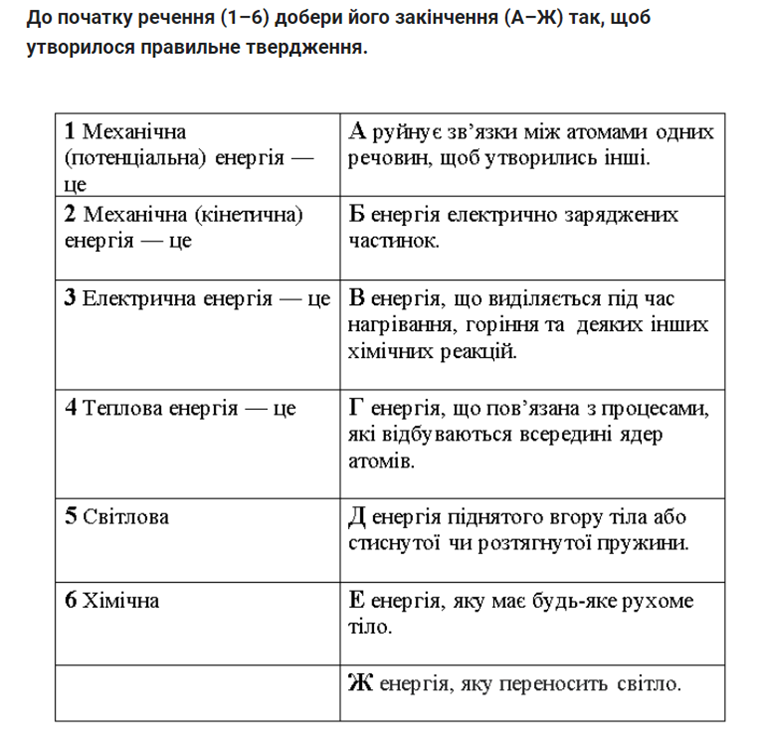 До початку речення (1–6) добери його закінчення (А–Ж) так, щоб
утворилося правильне твердження.
1 Механічна
(потенціальна) енергія —
це
А руйнує зв’язки між атомами одних
речовин, щоб утворились інші.
2 Механічна (кінетична)
енергія — це
Б енергія електрично заряджених
частинок.
3 Електрична енергія — це
В енергія, що виділяється під час
нагрівання, горіння та деяких інших
хімічних реакцій.
4 Теплова енергія — це
Г енергія, що пов’язана з процесами,
які відбуваються всередині ядер
атомів.
5 Світлова
Д енергія піднятого вгору тіла або
стиснутої чи розтягнутої пружини.
6 Хімічна
Е енергія, яку має будь-яке рухоме
тіло.
Ж енергія, яку переносить світло.